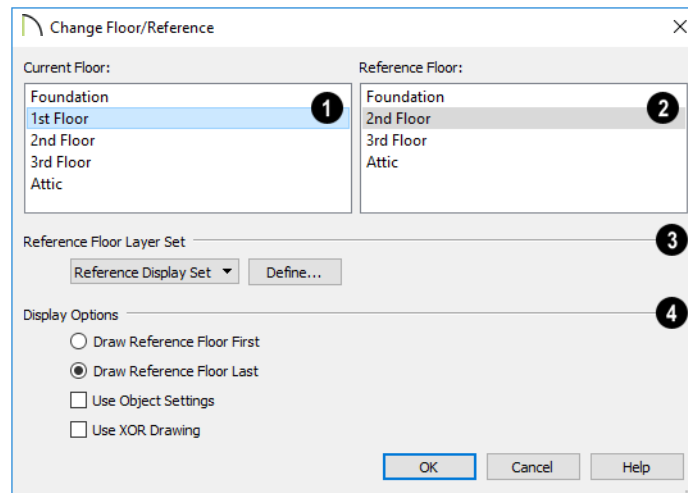 Change Floor/Reference
Current Floor:
Foundation
1st Floor
2nd Floor
3rd Floor
Attic
1
Reference Floor:
Foundation
2nd Floor
3rd Floor
Attic
2
Reference Floor Layer Set
3
Reference Display Set
Define...
Display Options
4
Draw Reference Floor First
Draw Reference Floor Last
Use Object Settings
Use XOR Drawing
OK
Cancel
Help